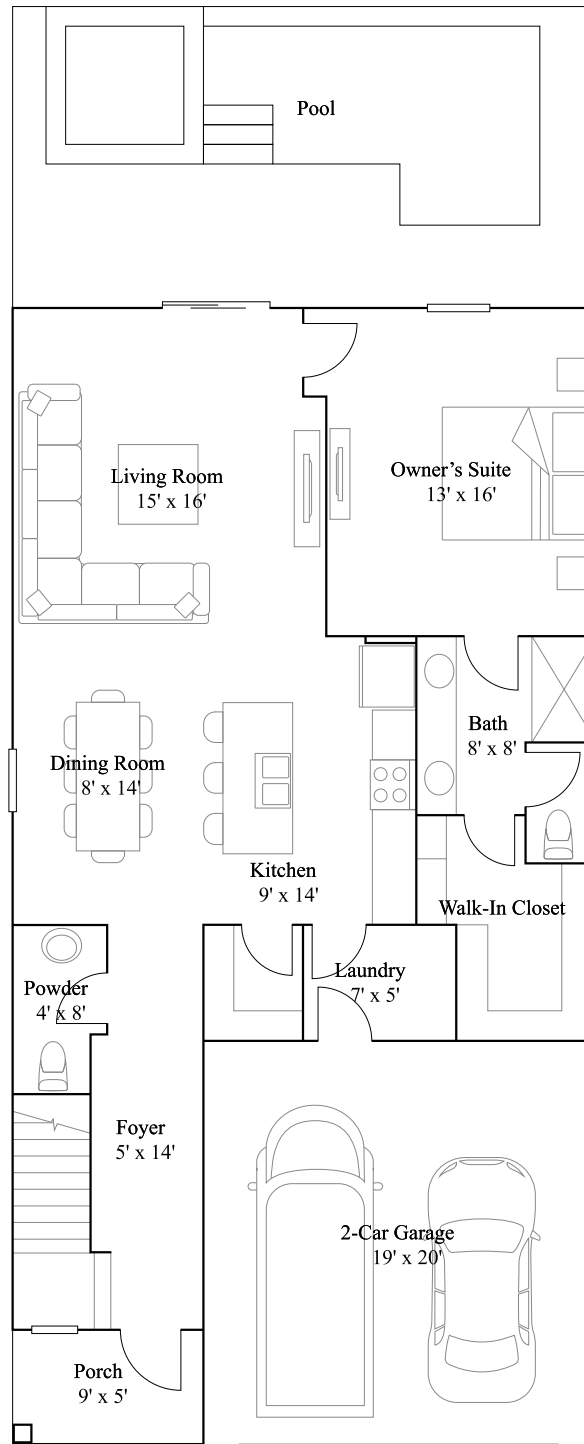 Pool
Living Room
15' x 16'
Owner’s Suite
13' x 16'
Bath
8' x 8'
Dining Room
8' x 14'
Kitchen
9' x 14'
Walk-In Closet
Laundry
7' x 5'
Powder
4' x 8'
Foyer
5' x 14'
2-Car Garage
19' x 20'
Porch
9' x 5'